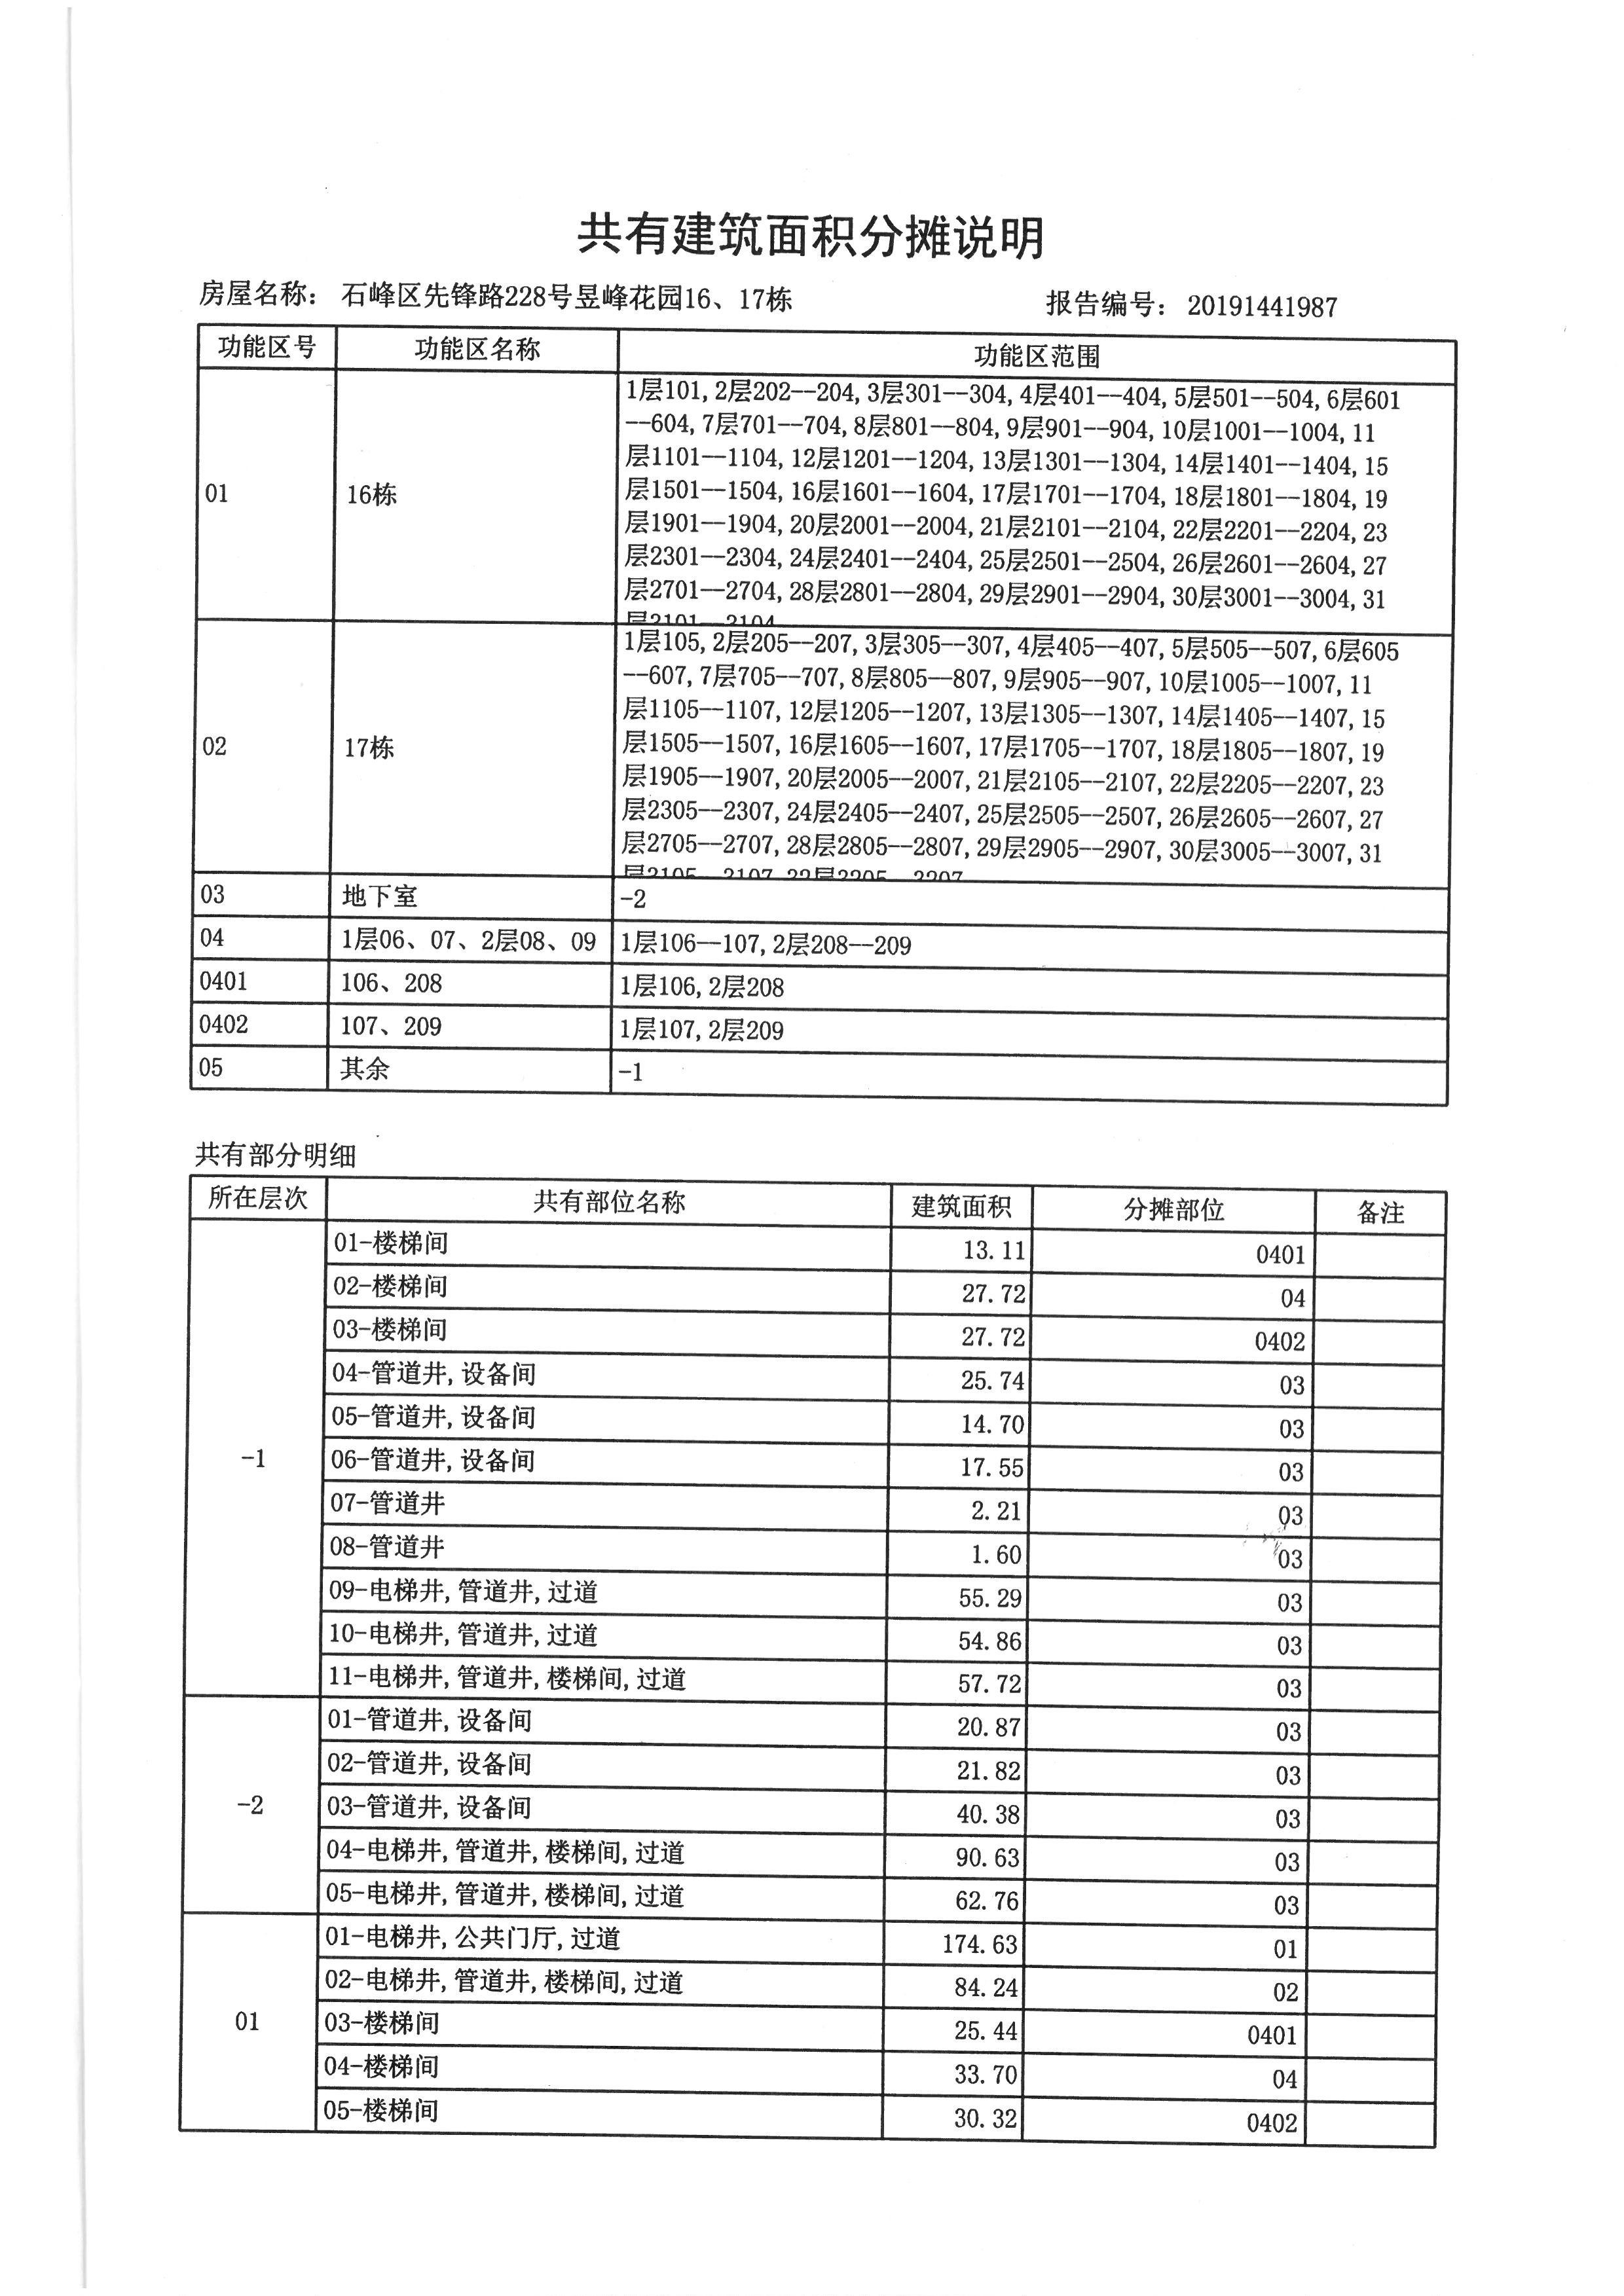 共有建筑面积分摊说明
房屋名称： 石峰区先锋路228号昱峰花园16、17栋 报告编号： 20191441987
功能区号 功能区名称 功能区范围
01 16栋
1层101, 2层202--204, 3层301--304, 4层401--404, 5层501--504, 6层601
--604, 7层701--704, 8层801--804, 9层901--904, 10层1001--1004, 11
层1101--1104, 12层1201--1204, 13层1301--1304, 14层1401--1404, 15
层1501--1504, 16层1601--1604, 17层1701--1704, 18层1801--1804, 19
层1901--1904, 20层2001--2004, 21层2101--2104, 22层2201--2204, 23
层2301--2304, 24层2401--2404, 25层2501--2504, 26层2601--2604, 27
层2701--2704, 28层2801--2804, 29层2901--2904, 30层3001--3004, 31
02 17栋
1层105, 2层205--207, 3层305--307, 4层405--407, 5层505--507, 6层605
--607, 7层705--707, 8层805--807, 9层905--907, 10层1005--1007, 11
层1105--1107, 12层1205--1207, 13层1305--1307, 14层1405--1407, 15
层1505--1507, 16层1605--1607, 17层1705--1707, 18层1805--1807, 19
层1905--1907, 20层2005--2007, 21层2105--2107, 22层2205--2207, 23
层2305--2307, 24层2405--2407, 25层2505--2507, 26层2605--2607, 27
层2705--2707, 28层2805--2807, 29层2905--2907, 30层3005--3007, 31
03 地下室 -2
04 1层06、07、2层08、09 1层106--107, 2层208--209
0401 106、208 1层106, 2层208
0402 107、209 1层107, 2层209
05 其余 -1
共有部分明细
所在层次 共有部位名称 建筑面积 分摊部位 备注
-1
01-楼梯间 13.11 0401
02-楼梯间 27.72 04
03-楼梯间 27.72 0402
04-管道井, 设备间 25.74 03
05-管道井, 设备间 14.70 03
06-管道井, 设备间 17.55 03
07-管道井 2.21 03
08-管道井 1.60 03
09-电梯井, 管道井, 过道 55.29 03
10-电梯井, 管道井, 过道 54.86 03
11-电梯井, 管道井, 楼梯间, 过道 57.72 03
-2
01-管道井, 设备间 20.87 03
02-管道井, 设备间 21.82 03
03-管道井, 设备间 40.38 03
04-电梯井, 管道井, 楼梯间, 过道 90.63 03
05-电梯井, 管道井, 楼梯间, 过道 62.76 03
01
01-电梯井, 公共门厅, 过道 174.63 01
02-电梯井, 管道井, 楼梯间, 过道 84.24 02
03-楼梯间 25.44 0401
04-楼梯间 33.70 04
05-楼梯间 30.32 0402